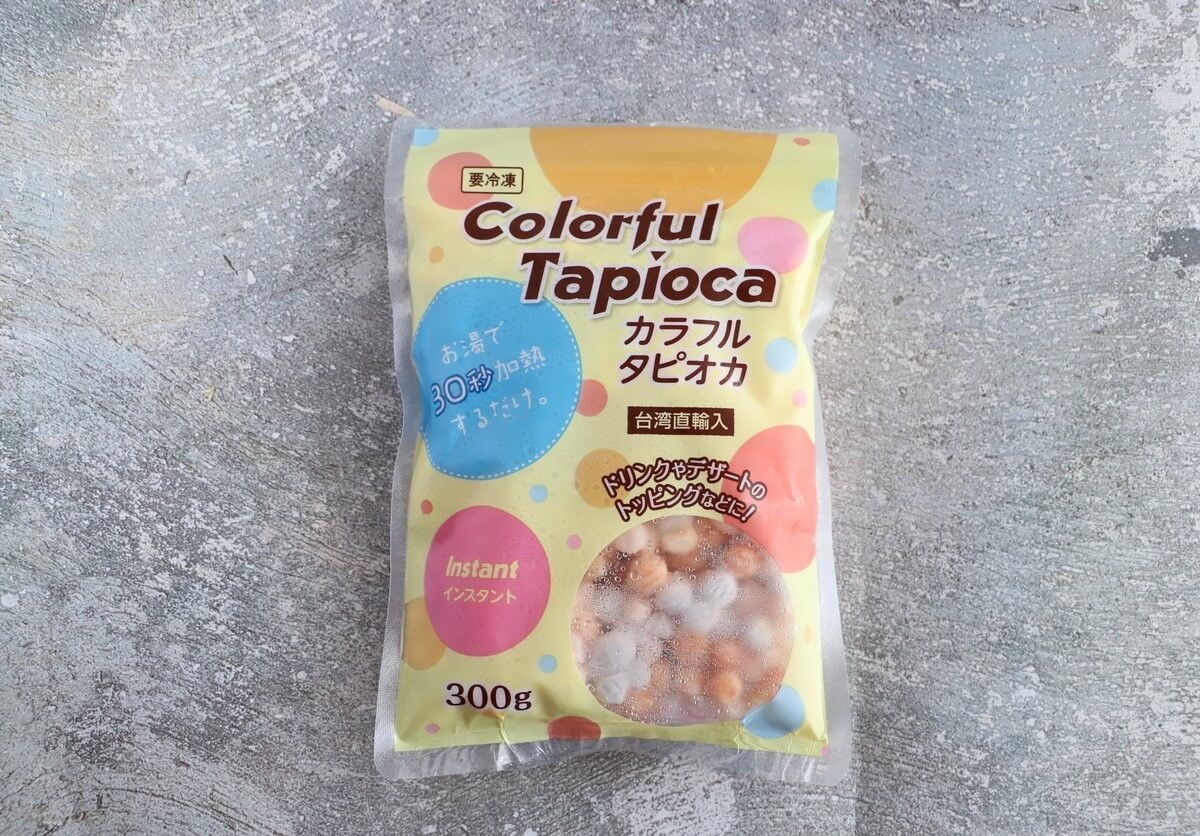 要冷凍
Colorful
Tapioca
カラフル
タピオカ
お湯で
30秒加熱
するだけ。
台湾直輸入
ドリンクやデザートの
トッピングなどに!
Instant
インスタント
300g